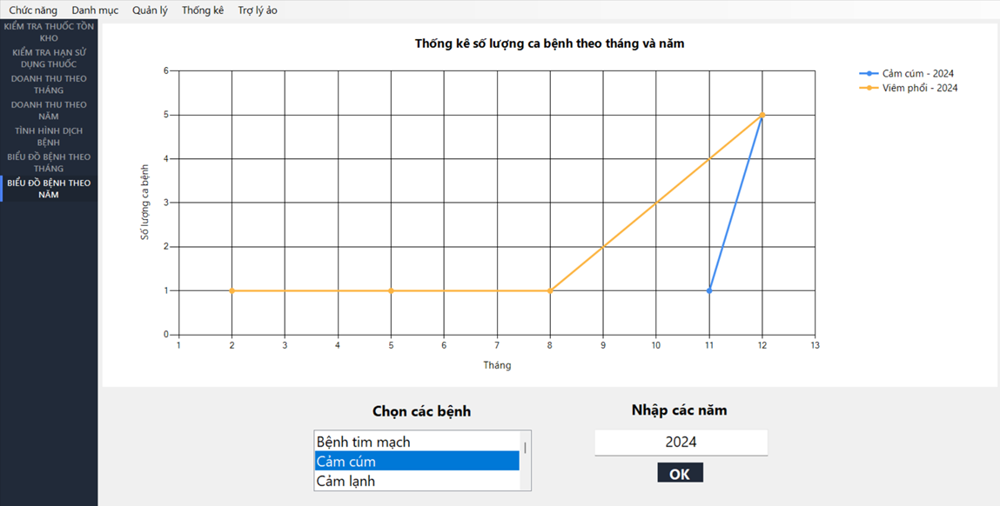 Chức năng Danh mục Quản lý Thống kê Trợ lý ảo
KIỂM TRA THUỐC TỒN
KHO
KIỂM TRA HẠN SỬ
DỤNG THUỐC
DOANH THU THEO
THÁNG
DOANH THU THEO
NĂM
TÌNH HÌNH DỊCH
BỆNH
BIỂU ĐỒ BỆNH THEO
THÁNG
BIỂU ĐỒ BỆNH THEO
NĂM
Thống kê số lượng ca bệnh theo tháng và năm
Cảm cúm - 2024
Viêm phổi - 2024
Số lượng ca bệnh
6
5
4
3
2
1
0
1 2 3 4 5 6 7 8 9 10 11 12 13
Tháng
Chọn các bệnh
Bệnh tim mạch
Cảm cúm
Cảm lạnh
Nhập các năm
2024
OK